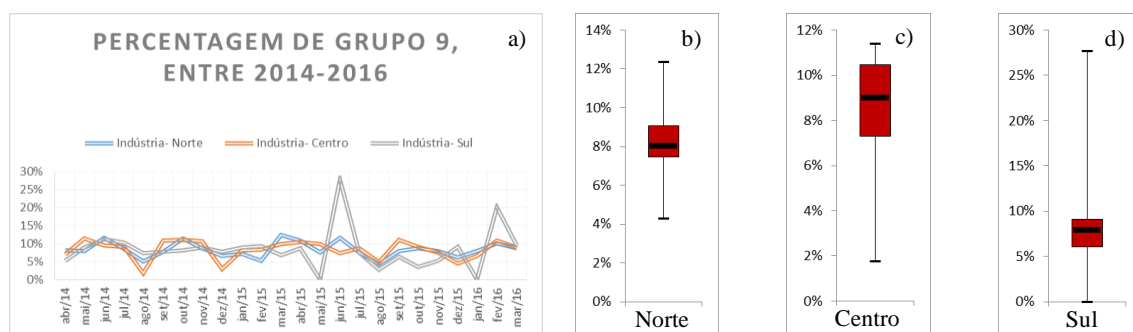 PERCENTAGEM DE GRUPO 9,
ENTRE 2014-2016
a)
Indústria- Norte
Indústria- Centro
Indústria- Sul
30%
25%
20%
15%
10%
5%
0%
abr/14
mai/14
jun/14
jul/14
ago/14
set/14
out/14
nov/14
dez/14
jan/15
fev/15
mar/15
abr/15
mai/15
jun/15
jul/15
ago/15
set/15
out/15
nov/15
dez/15
jan/16
fev/16
mar/16
b)
14%
12%
10%
8%
6%
4%
2%
0%
Norte
c)
12%
10%
8%
6%
4%
2%
0%
Centro
d)
30%
25%
20%
15%
10%
5%
0%
Sul